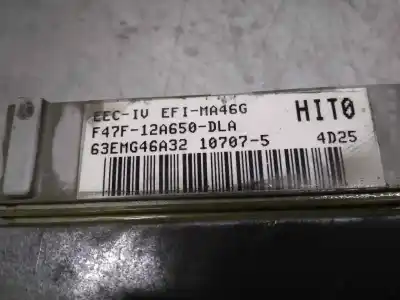 EEC-IV EFI-MA46G HIT0
F47F-12A650-DLA
63EMG46A32 10707-5 4D25